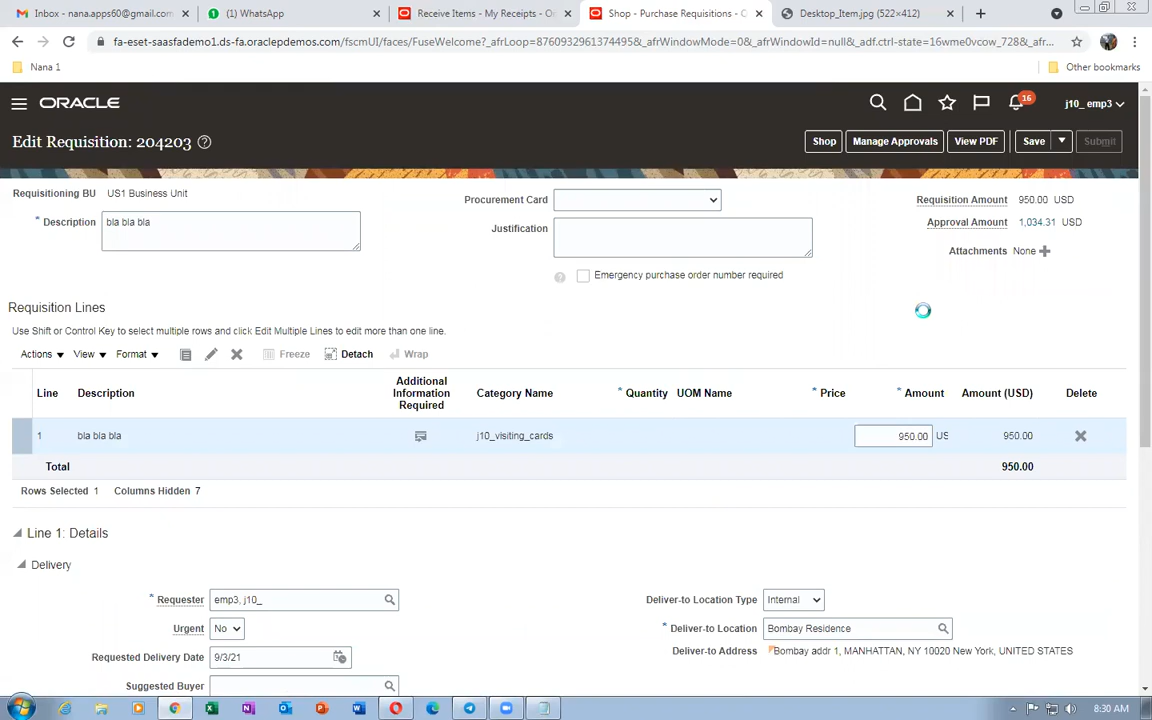 Inbox - nana.apps60@gmail.com
(1) WhatsApp
Receive Items - My Receipts - Or
Shop - Purchase Requisitions - O
Desktop_Item.jpg (522×412)
fa-eset-saasfademo1.ds-fa.oraclepdemos.com/fscmUI/faces/FuseWelcome?_afrLoop=8760932961374495&_afrWindowMode=0&_afrWindowId=null&_adf.ctrl-state=16wme0vcow_728&_afr...
Nana 1
Other bookmarks
ORACLE
16
j10_ emp3
Edit Requisition: 204203
Shop
Manage Approvals
View PDF
Save
Submit
Requisitioning BU US1 Business Unit
Procurement Card
Requisition Amount 950.00 USD
* Description bla bla bla
Justification
Approval Amount 1,034.31 USD
Attachments None
Emergency purchase order number required
Requisition Lines
Use Shift or Control Key to select multiple rows and click Edit Multiple Lines to edit more than one line.
Actions View Format Freeze Detach Wrap
Line Description Additional Information Required Category Name * Quantity UOM Name * Price * Amount Amount (USD) Delete
1 bla bla bla j10_visiting_cards 950.00 US 950.00
Total 950.00
Rows Selected 1 Columns Hidden 7
Line 1: Details
Delivery
* Requester emp3, j10_
Deliver-to Location Type Internal
Urgent No
* Deliver-to Location Bombay Residence
Requested Delivery Date 9/3/21
Deliver-to Address Bombay addr 1, MANHATTAN, NY 10020 New York, UNITED STATES
Suggested Buyer
8:30 AM